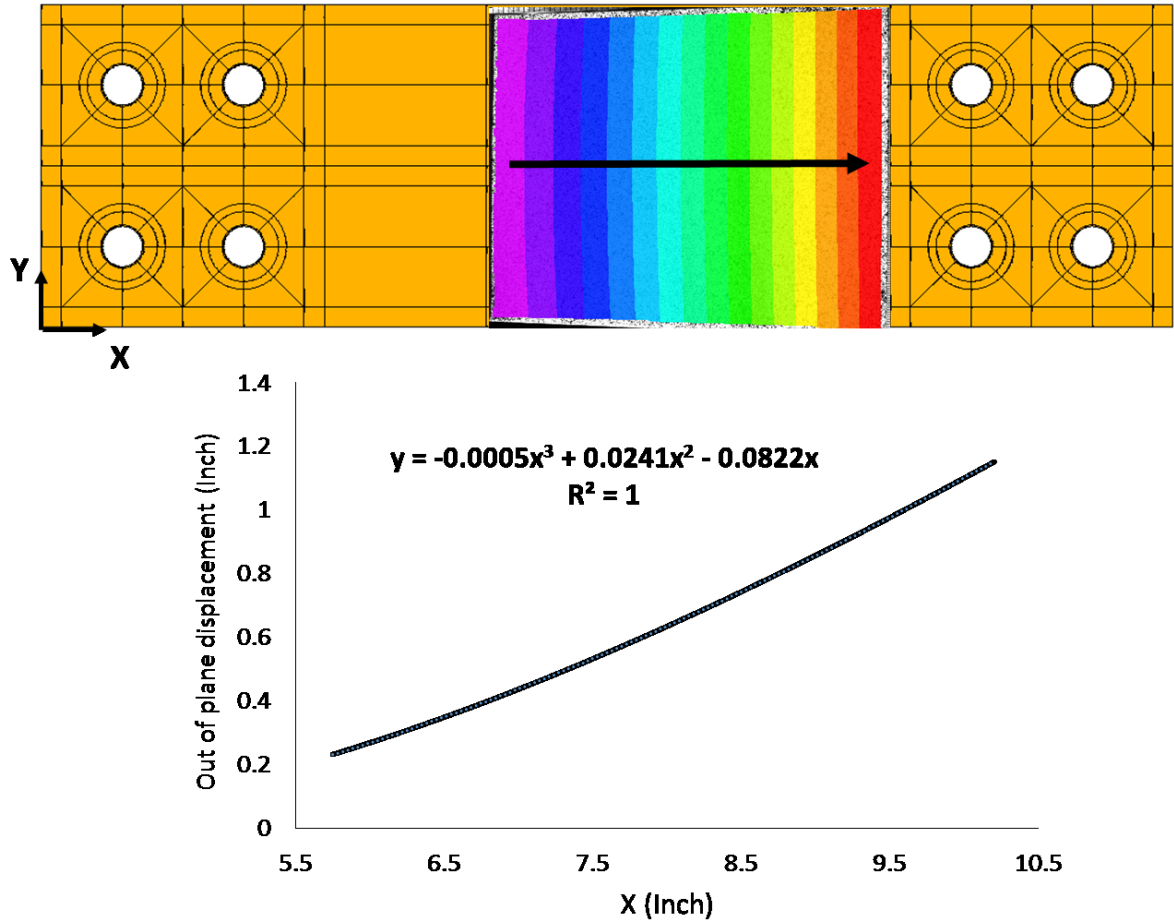 Y
X
1.4
1.2
1
0.8
0.6
0.4
0.2
0
Out of plane displacement (Inch)
y = -0.0005x³ + 0.0241x² - 0.0822x
R² = 1
5.5 6.5 7.5 8.5 9.5 10.5
X (Inch)